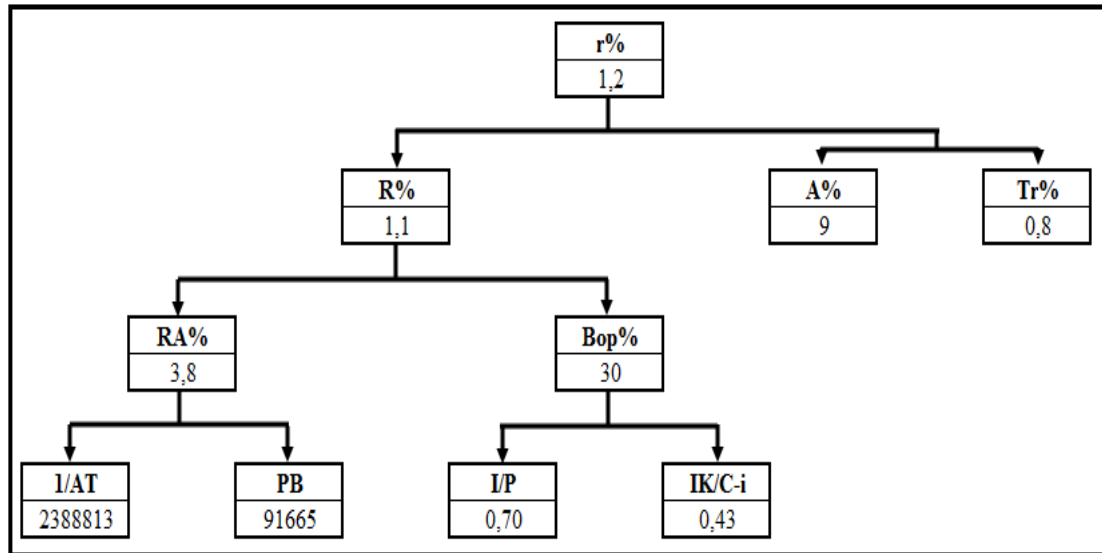 r%
1,2
R%
1,1
A%
9
Tr%
0,8
RA%
3,8
Bop%
30
1/AT
2388813
PB
91665
I/P
0,70
IK/C-i
0,43